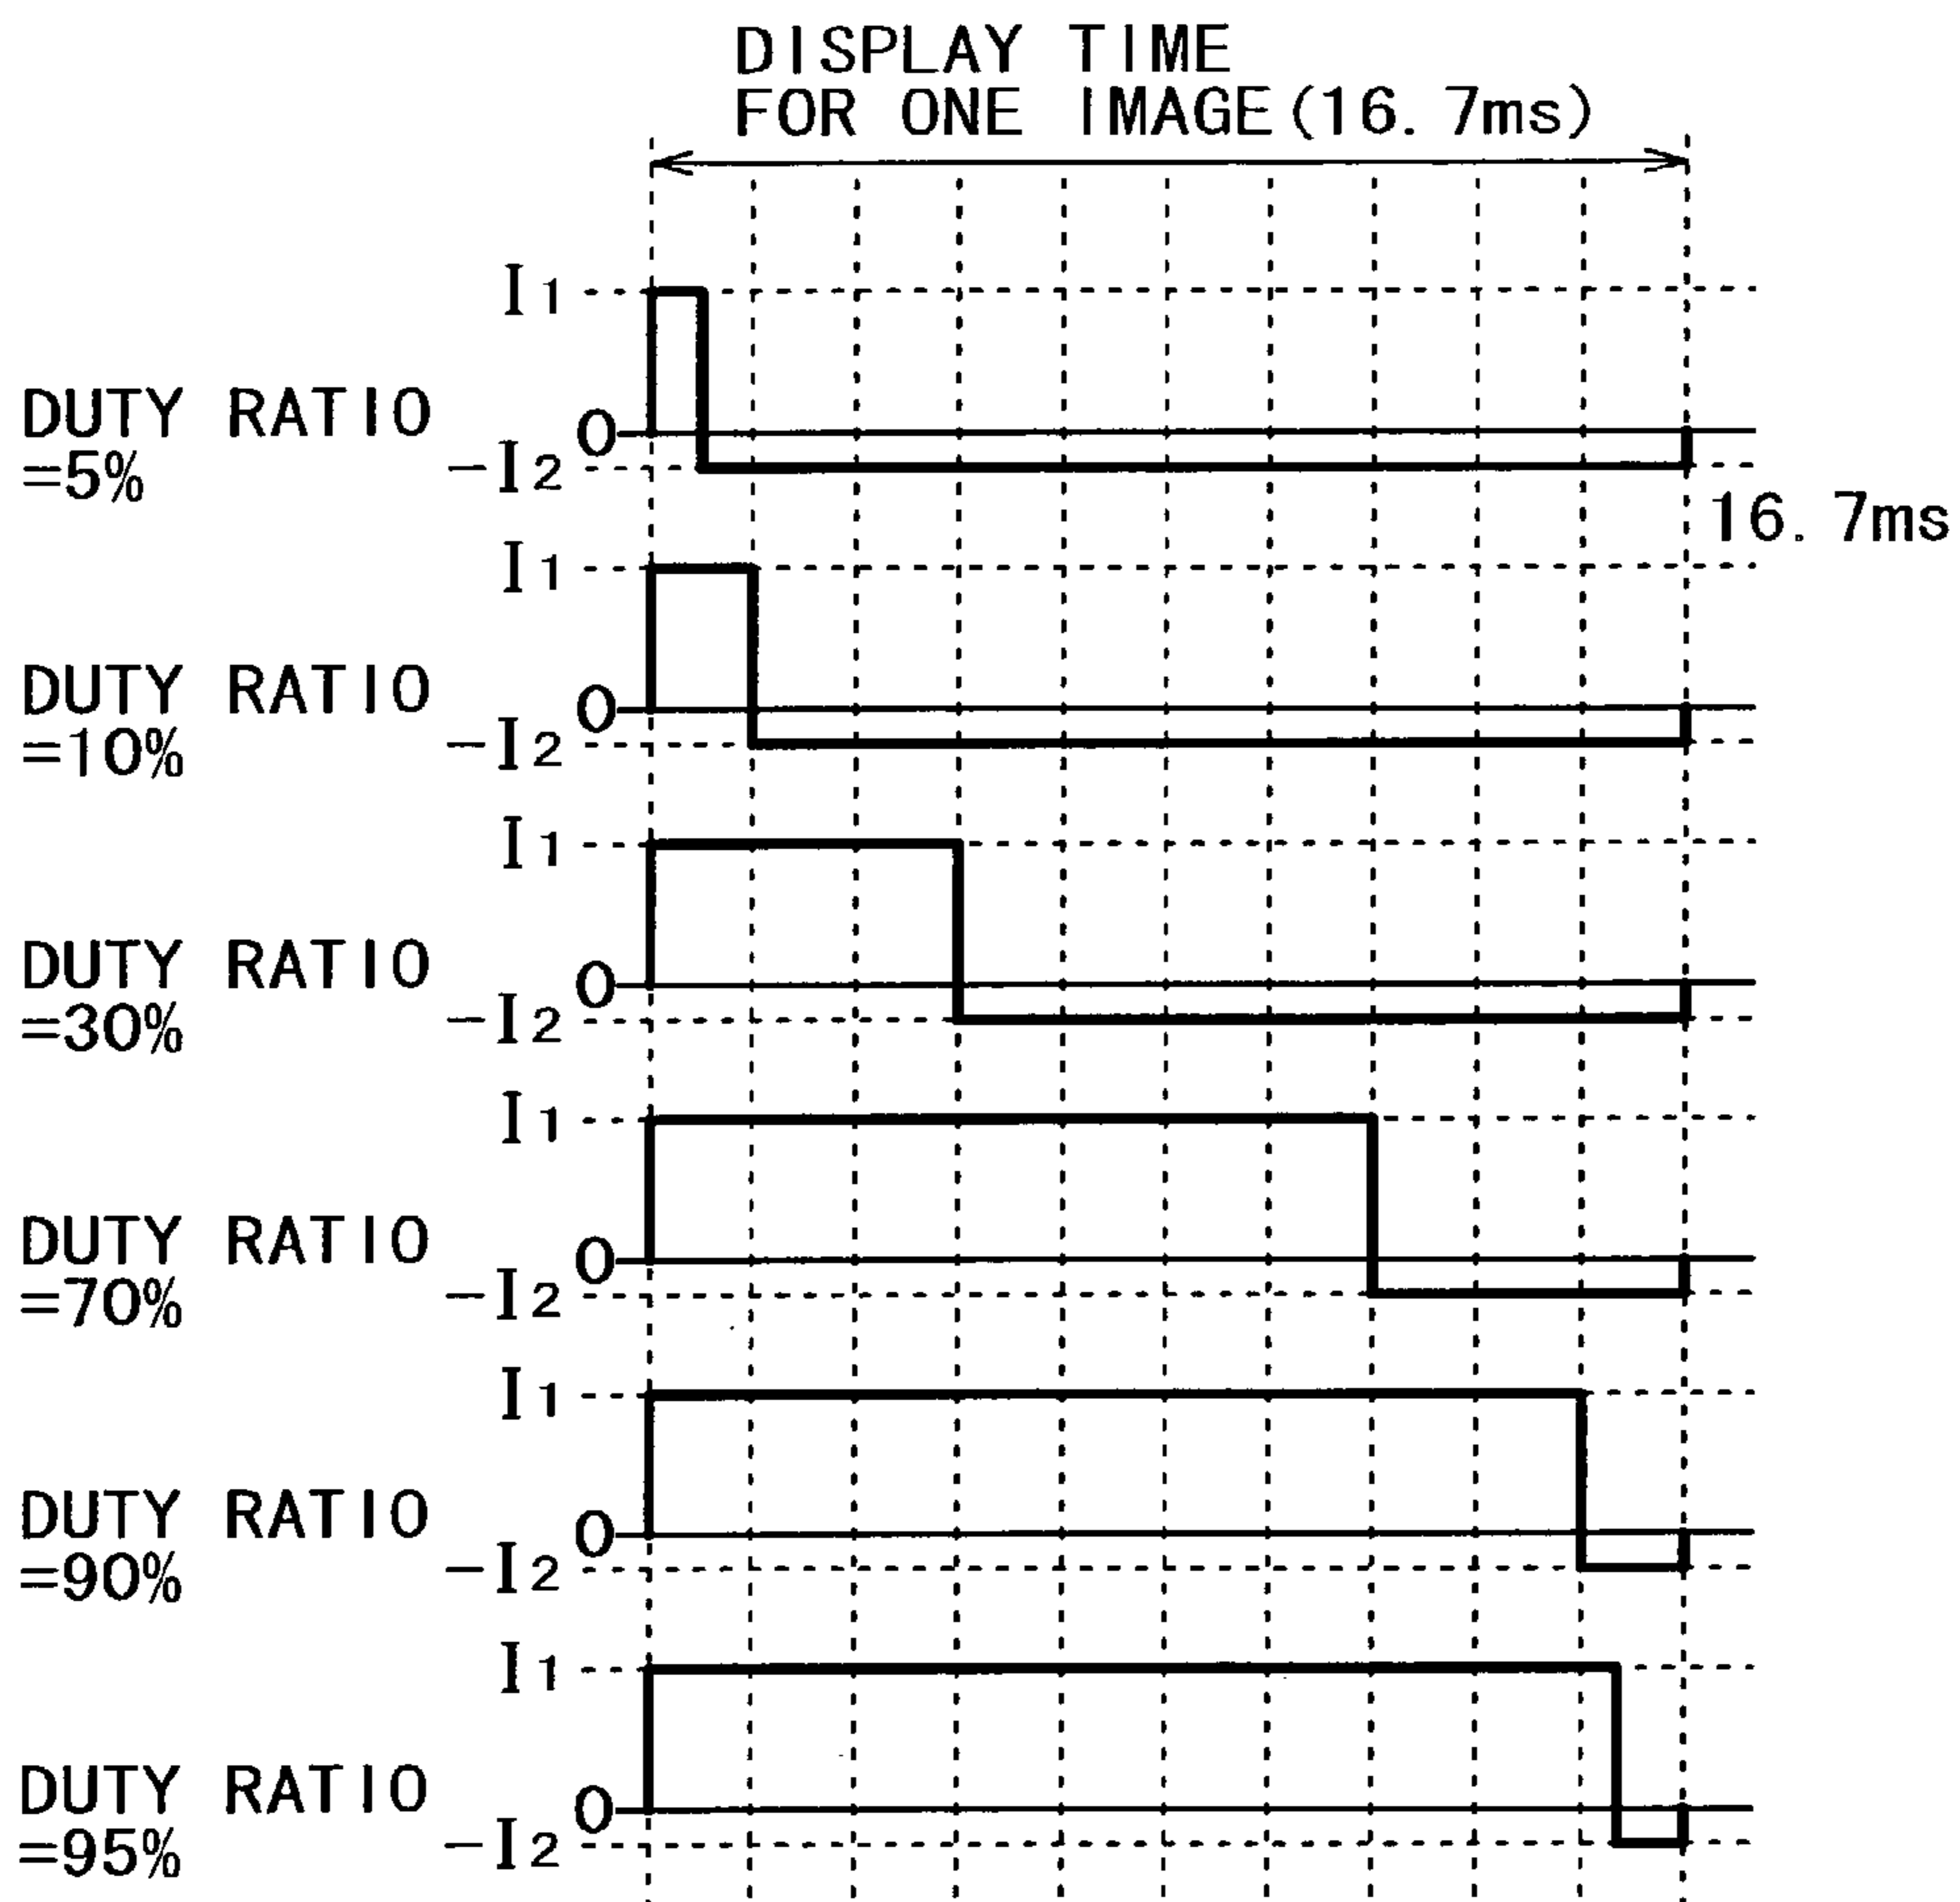 DISPLAY TIME
FOR ONE IMAGE(16.7ms)
I1
DUTY RATIO
=5%
0
-I2
16.7ms
I1
DUTY RATIO
=10%
0
-I2
I1
DUTY RATIO
=30%
0
-I2
I1
DUTY RATIO
=70%
0
-I2
I1
DUTY RATIO
=90%
0
-I2
I1
DUTY RATIO
=95%
0
-I2